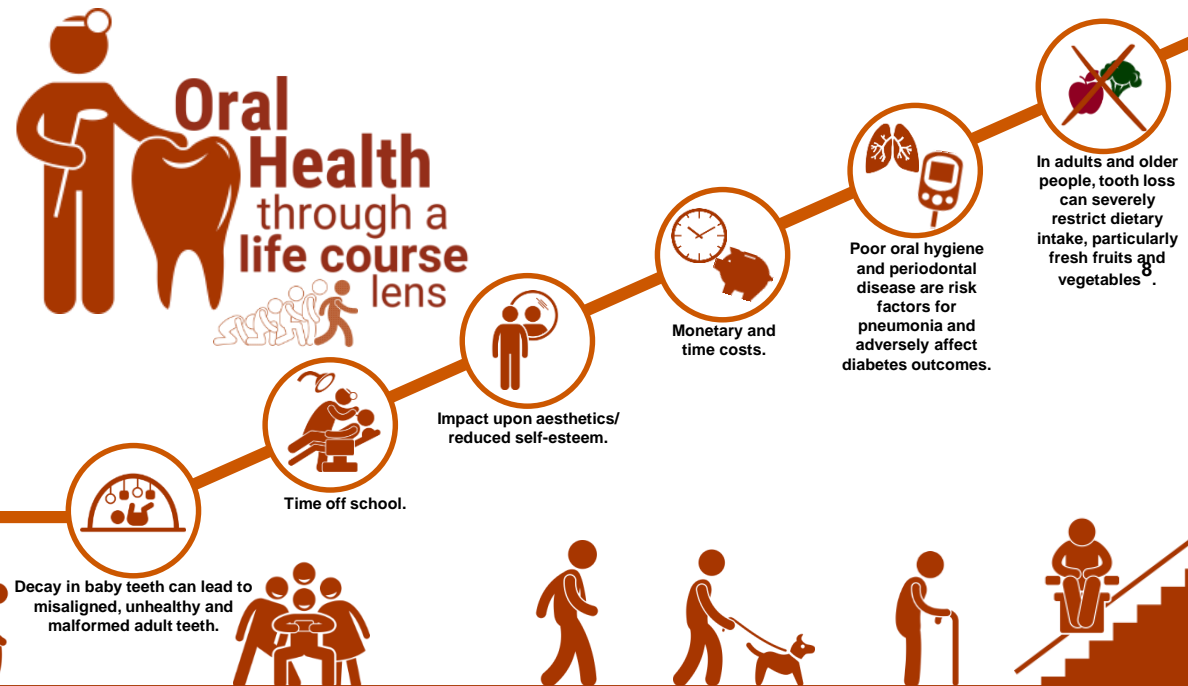 Oral
Health
through a
life course
lens
Decay in baby teeth can lead to
misaligned, unhealthy and
malformed adult teeth.
Time off school.
Impact upon aesthetics/
reduced self-esteem.
Monetary and
time costs.
Poor oral hygiene
and periodontal
disease are risk
factors for
pneumonia and
adversely affect
diabetes outcomes.
In adults and older
people, tooth loss
can severely
restrict dietary
intake, particularly
fresh fruits and
vegetables8.